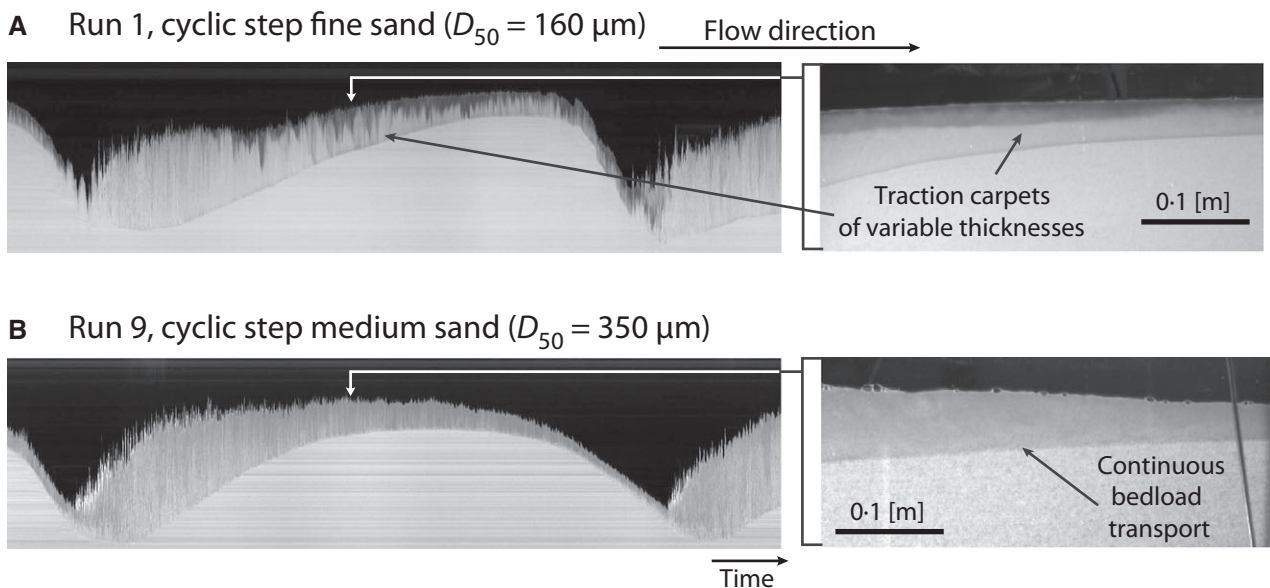 A Run 1, cyclic step fine sand (D50 = 160 μm)
Flow direction
Traction carpets
of variable thicknesses
0·1 [m]
B Run 9, cyclic step medium sand (D50 = 350 μm)
Continuous
bedload
transport
0·1 [m]
Time